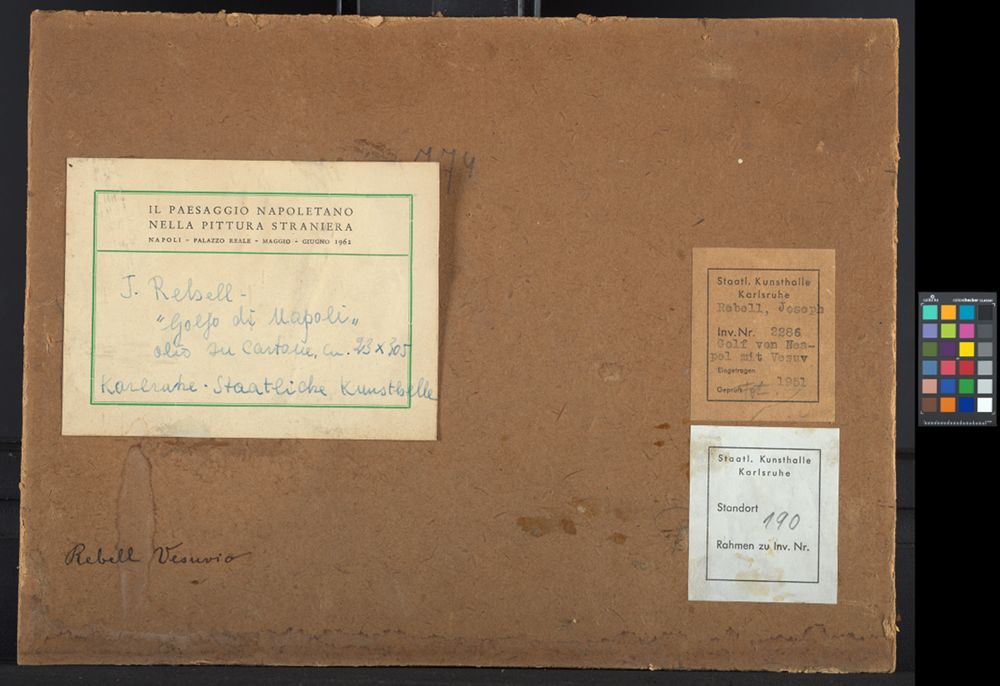 774
IL PAESAGGIO NAPOLETANO
NELLA PITTURA STRANIERA
NAPOLI - PALAZZO REALE - MAGGIO - GIUGNO 1962
J. Rebell -
"Golfo di Napoli"
olio su cartone, cm. 23 x 305
Karlsruhe - Staatliche Kunsthalle
Rebell Vesuvio
Staatl. Kunsthalle
Karlsruhe
Rebell, Joseph
Inv. Nr. 2286
Golf von Nea-
pel mit Vesuv
Eingetragen
Geprüft 1951
Staatl. Kunsthalle
Karlsruhe
Standort
190
Rahmen zu Inv. Nr.